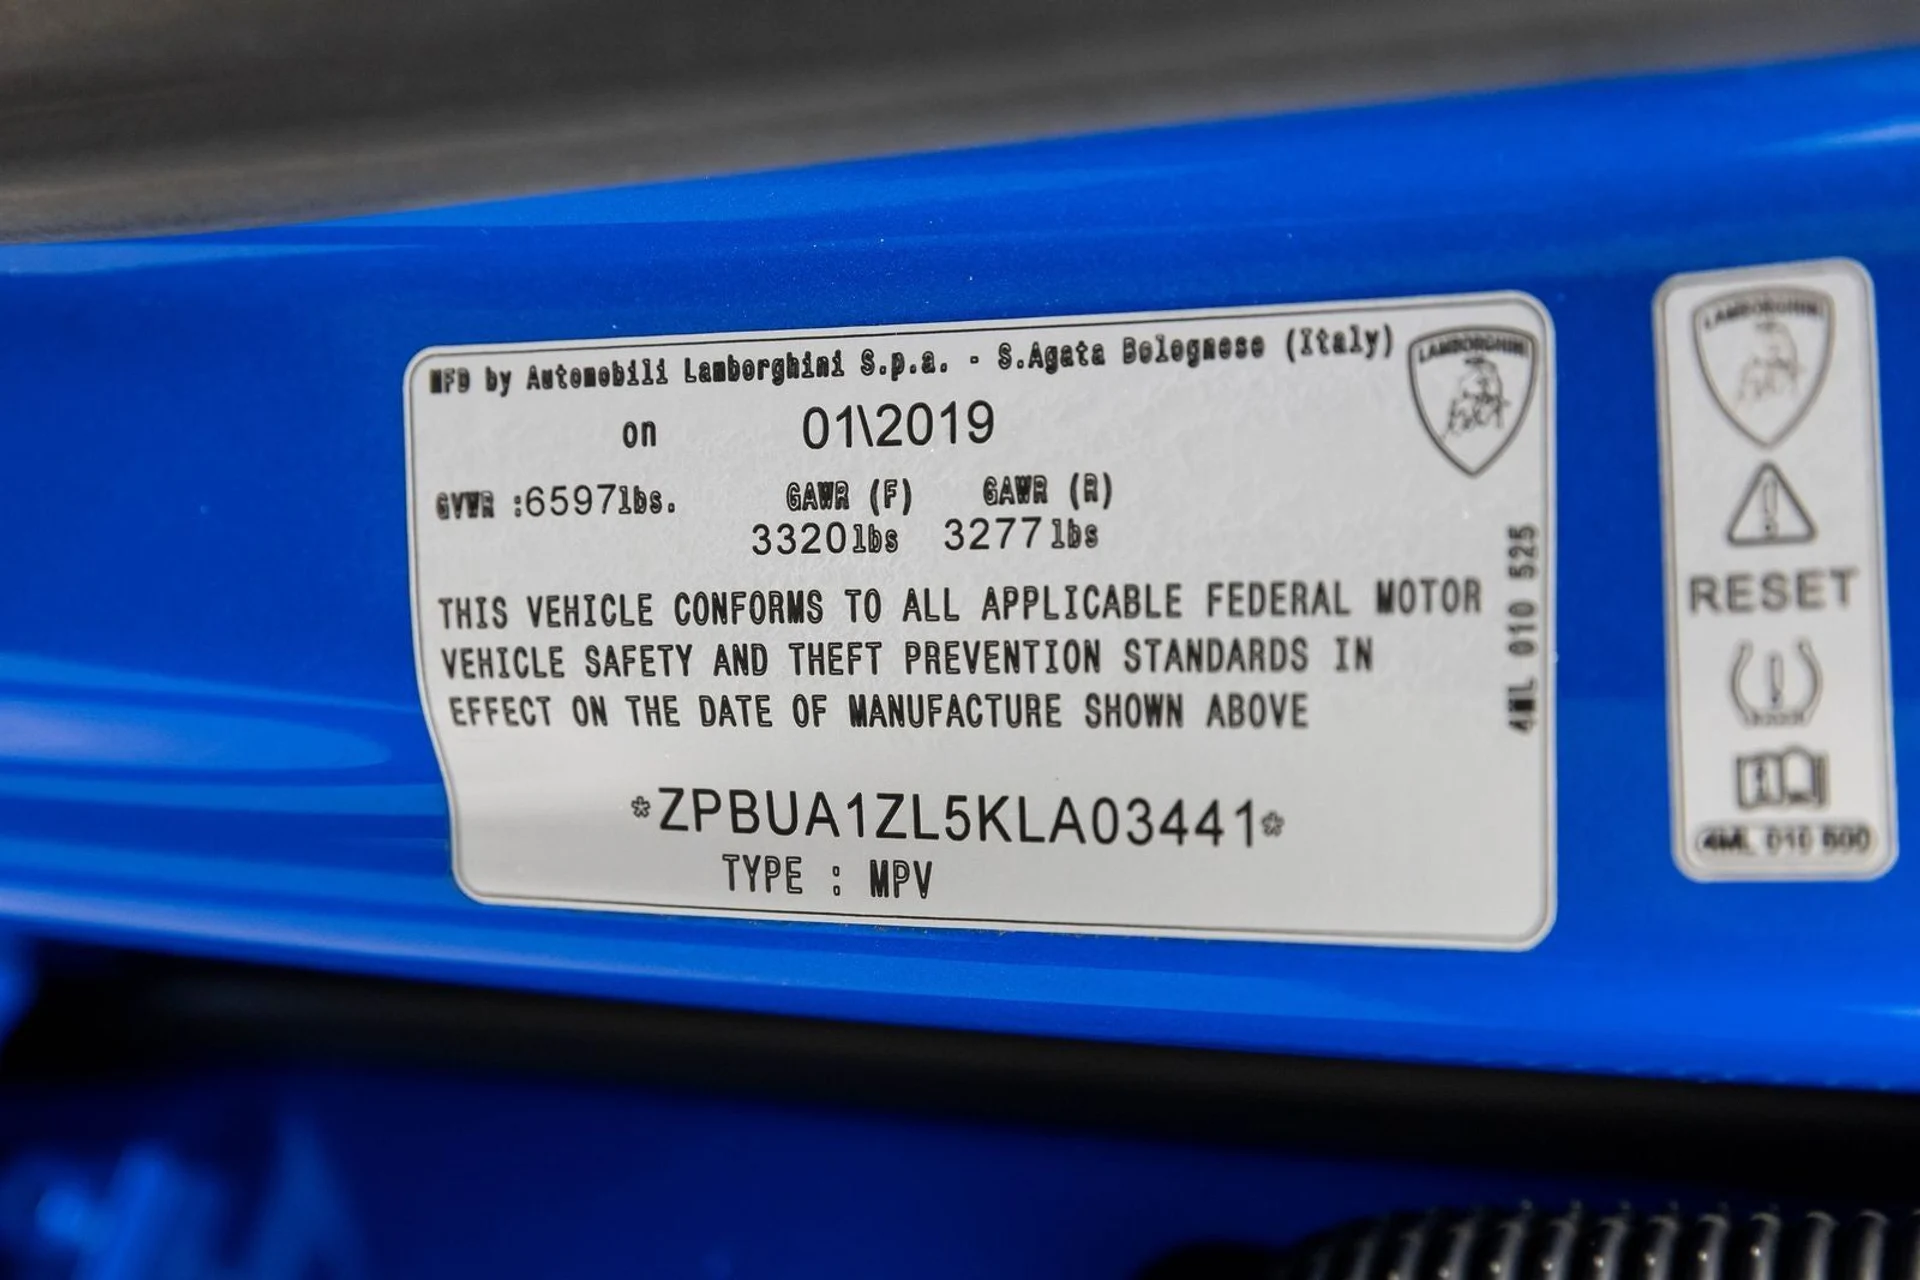 MFD by Automobili Lamborghini S.p.a. - S.Agata Bolognese (Italy)
on 01\2019
GVWR :6597lbs. GAWR (F) GAWR (R)
3320lbs 3277lbs
THIS VEHICLE CONFORMS TO ALL APPLICABLE FEDERAL MOTOR
VEHICLE SAFETY AND THEFT PREVENTION STANDARDS IN
EFFECT ON THE DATE OF MANUFACTURE SHOWN ABOVE
*ZPBUA1ZL5KLA03441*
TYPE : MPV
LAMBORGHINI
4ML 010 525
LAMBORGHINI
RESET
4ML 010 500